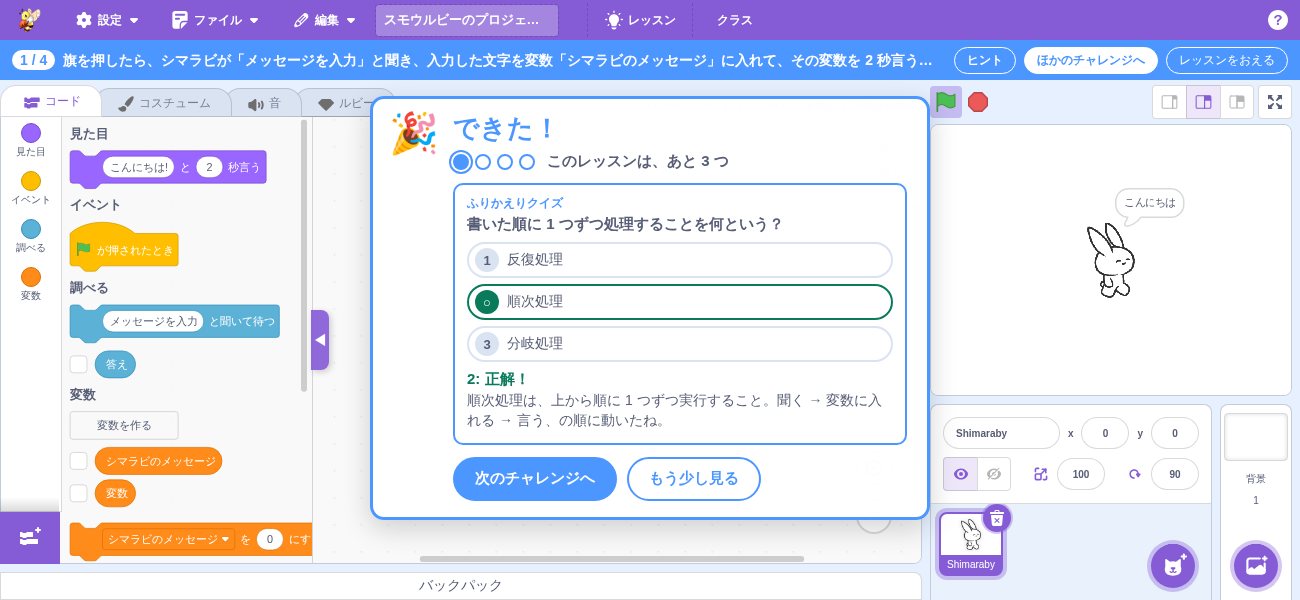 設定
ファイル
編集
スモウルビーのプロジェ…
レッスン
クラス
?
1 / 4
旗を押したら、シマラビが「メッセージを入力」と聞き、入力した文字を変数「シマラビのメッセージ」に入れて、その変数を 2 秒言う…
ヒント
ほかのチャレンジへ
レッスンをおえる
コード
コスチューム
音
ルビー
見た目
イベント
調べる
変数
見た目
こんにちは! と 2 秒言う
イベント
が押されたとき
調べる
メッセージを入力 と聞いて待つ
答え
変数
変数を作る
シマラビのメッセージ
変数
シマラビのメッセージ を 0 にす
できた！
このレッスンは、あと 3 つ
ふりかえりクイズ
書いた順に 1 つずつ処理することを何という？
1 反復処理
○ 順次処理
3 分岐処理
2: 正解！
順次処理は、上から順に 1 つずつ実行すること。聞く → 変数に入
れる → 言う、の順に動いたね。
次のチャレンジへ
もう少し見る
こんにちは
Shimaraby
x 0
y 0
100
90
Shimaraby
背景
1
バックパック